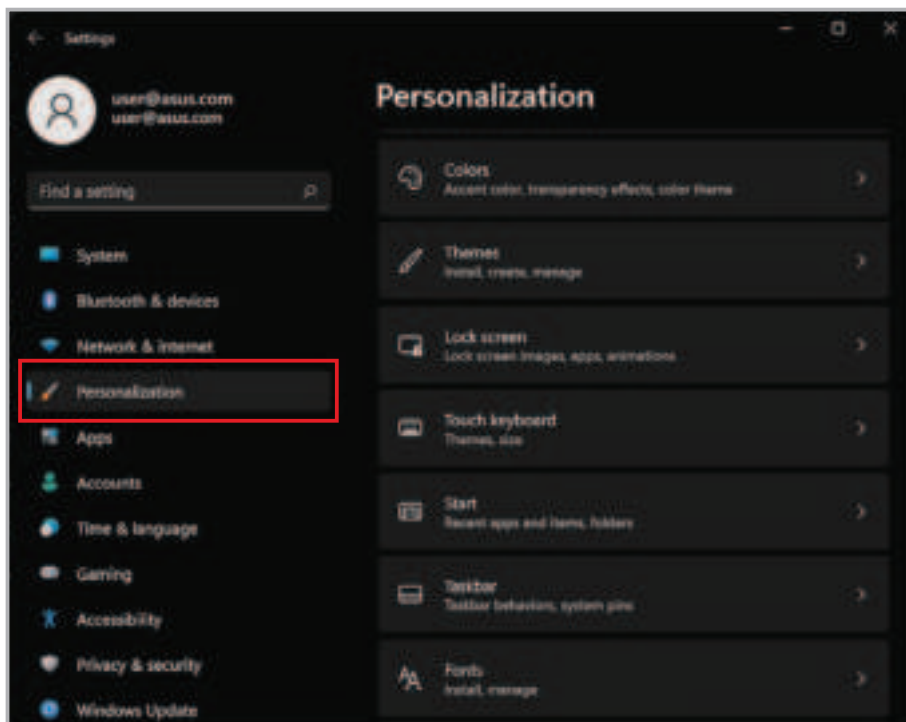 Settings
user@asus.com
user@asus.com
Find a setting
System
Bluetooth & devices
Network & internet
Personalization
Apps
Accounts
Time & language
Gaming
Accessibility
Privacy & security
Windows Update
Personalization
Colors
Accent color, transparency effects, color theme
Themes
Install, create, manage
Lock screen
Lock screen images, apps, animations
Touch keyboard
Themes, size
Start
Recent apps and items, folders
Taskbar
Taskbar behaviors, system pins
Fonts
Install, manage